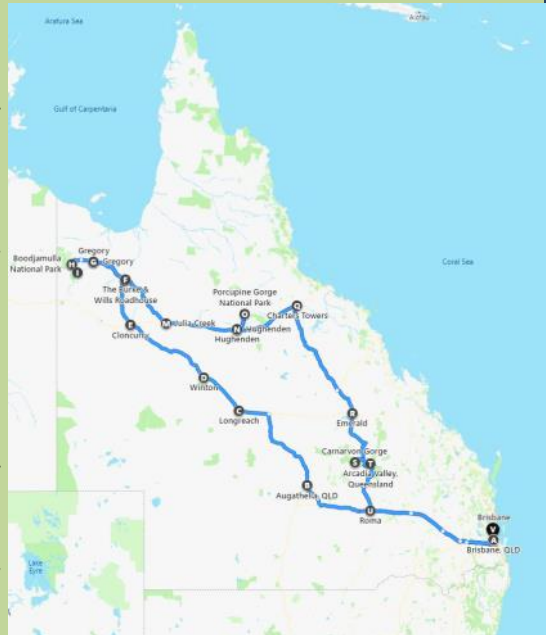 Arafura Sea
Gulf of Carpentaria
Coral Sea
Gregory
Boodjamulla
National Park
H
I
G
Gregory
F
The Burke &
Wills Roadhouse
Porcupine Gorge
National Park
O
Q
Charters Towers
M
Julia Creek
N
Hughenden
Hughenden
E
Cloncurry
D
Winton
C
Longreach
R
Emerald
Carnarvon Gorge
S
T
Arcadia Valley,
Queensland
B
Augathella, QLD
U
Roma
Brisbane
V
A
Brisbane, QLD
Lake
Eyre